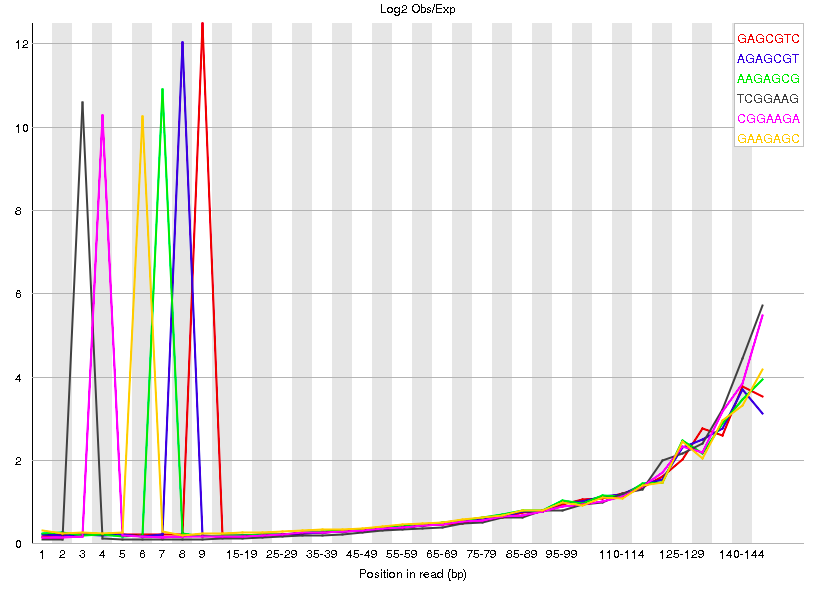 Log2 Obs/Exp
GAGCGTC
AGAGCGT
AAGAGCG
TCGGAAG
CGGAAGA
GAAGAGC
12
10
8
6
4
2
0
1 2 3 4 5 6 7 8 9 15-19 25-29 35-39 45-49 55-59 65-69 75-79 85-89 95-99 110-114 125-129 140-144
Position in read (bp)